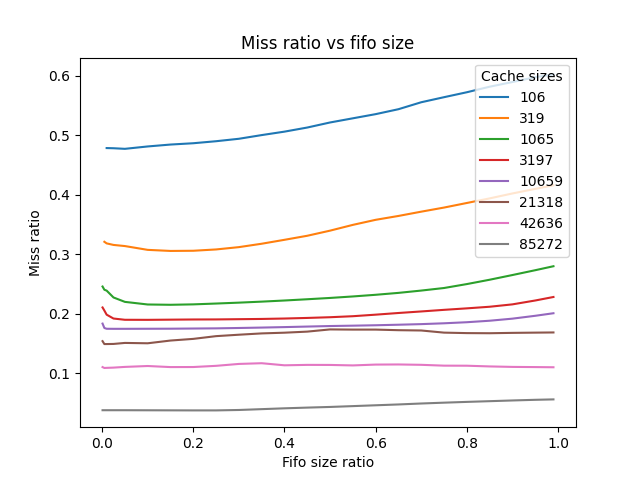 Miss ratio vs fifo size
Cache sizes
106
319
1065
3197
10659
21318
42636
85272
Miss ratio
0.6
0.5
0.4
0.3
0.2
0.1
0.0 0.2 0.4 0.6 0.8 1.0
Fifo size ratio